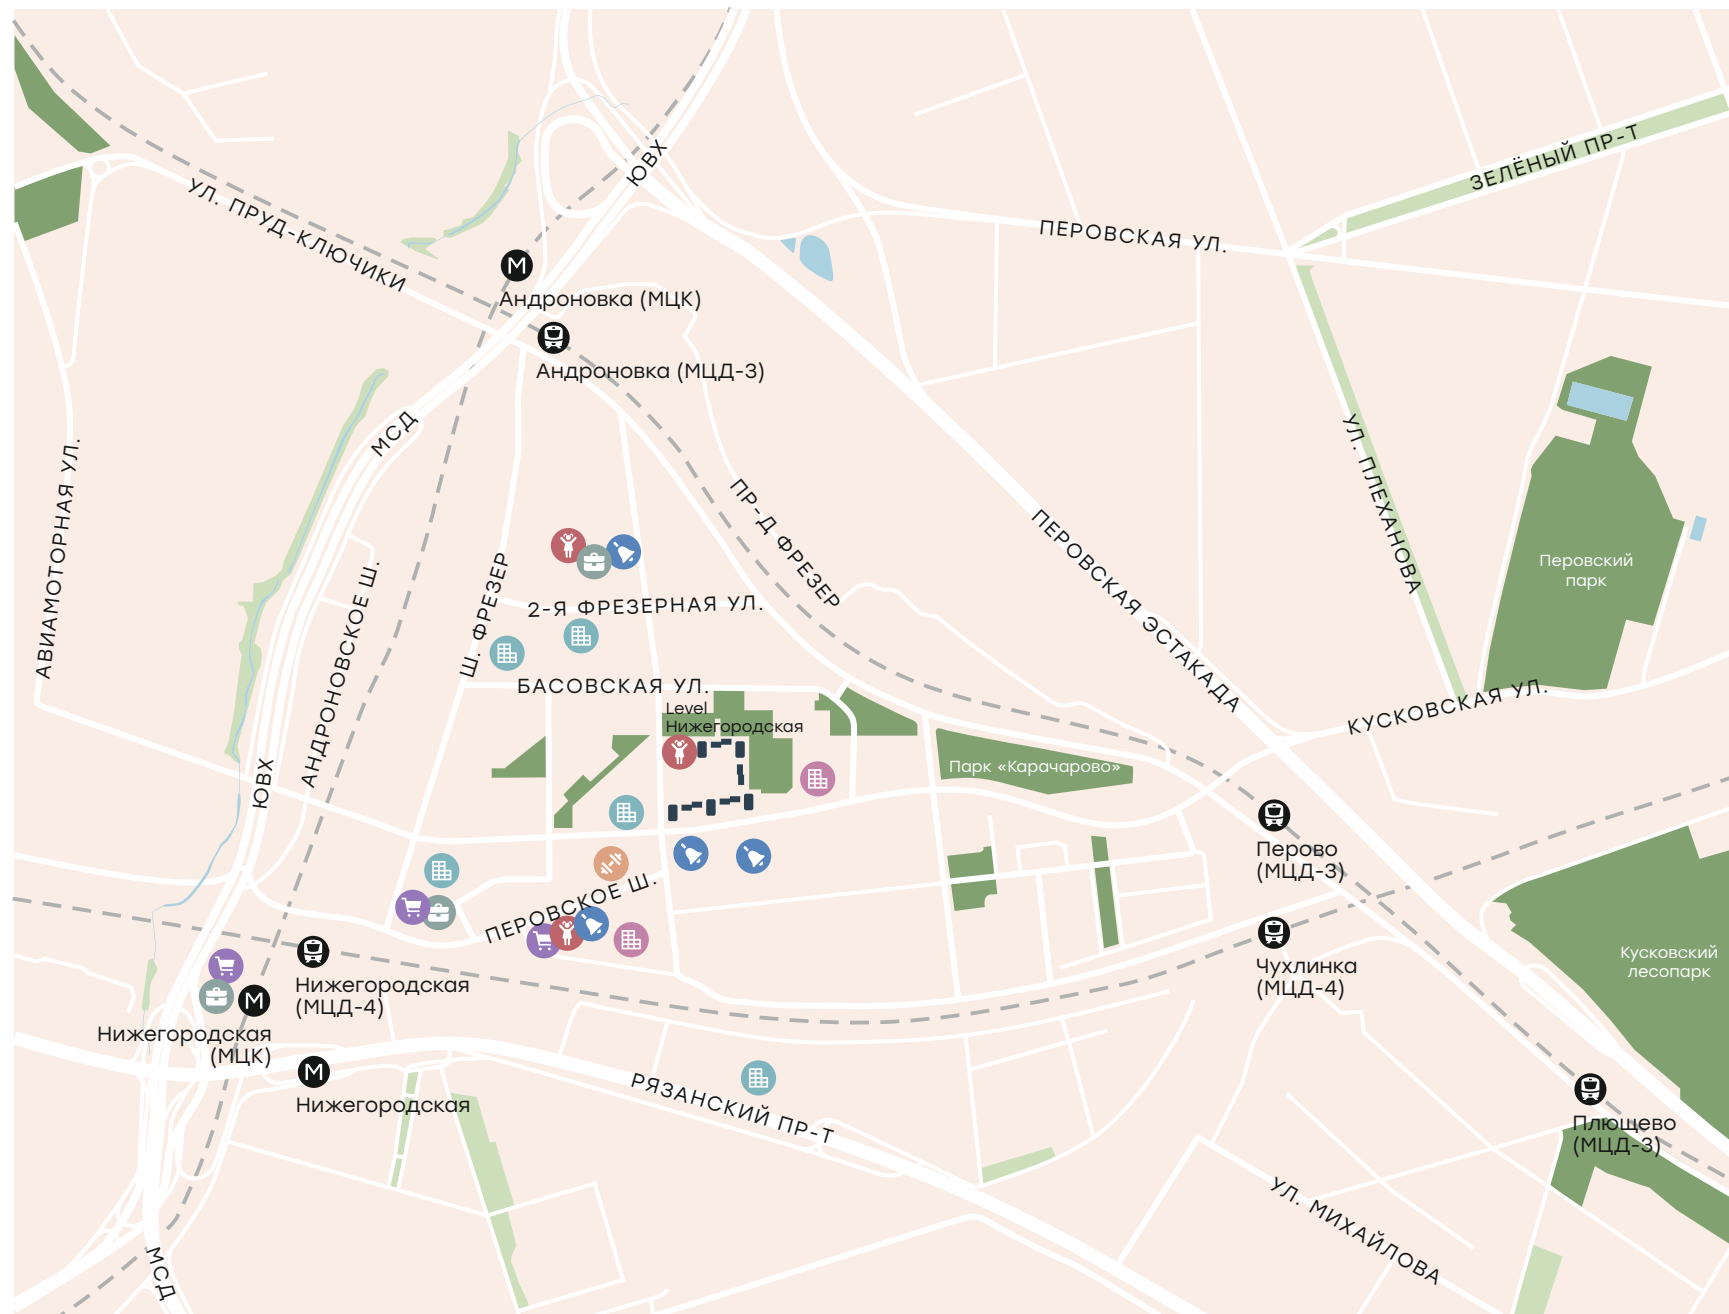 ЮВХ
ЗЕЛЁНЫЙ ПР-Т
УЛ. ПРУД-КЛЮЧИКИ
ПЕРОВСКАЯ УЛ.
М
Андроновка (МЦК)
Андроновка (МЦД-3)
МСД
АВИАМОТОРНАЯ УЛ.
УЛ. ПЛЕХАНОВА
ПР-Д ФРЕЗЕР
ПЕРОВСКАЯ ЭСТАКАДА
Перовский
парк
Ш. ФРЕЗЕР
2-Я ФРЕЗЕРНАЯ УЛ.
АНДРОНОВСКОЕ Ш.
БАСОВСКАЯ УЛ.
Level
Нижегородская
КУСКОВСКАЯ УЛ.
ЮВХ
Парк «Карачарово»
Перово
(МЦД-3)
ПЕРОВСКОЕ Ш.
Нижегородская
(МЦД-4)
Чухлинка
(МЦД-4)
Кусковский
лесопарк
М
Нижегородская
(МЦК)
М
Нижегородская
РЯЗАНСКИЙ ПР-Т
Плющево
(МЦД-3)
УЛ. МИХАЙЛОВА
МСД